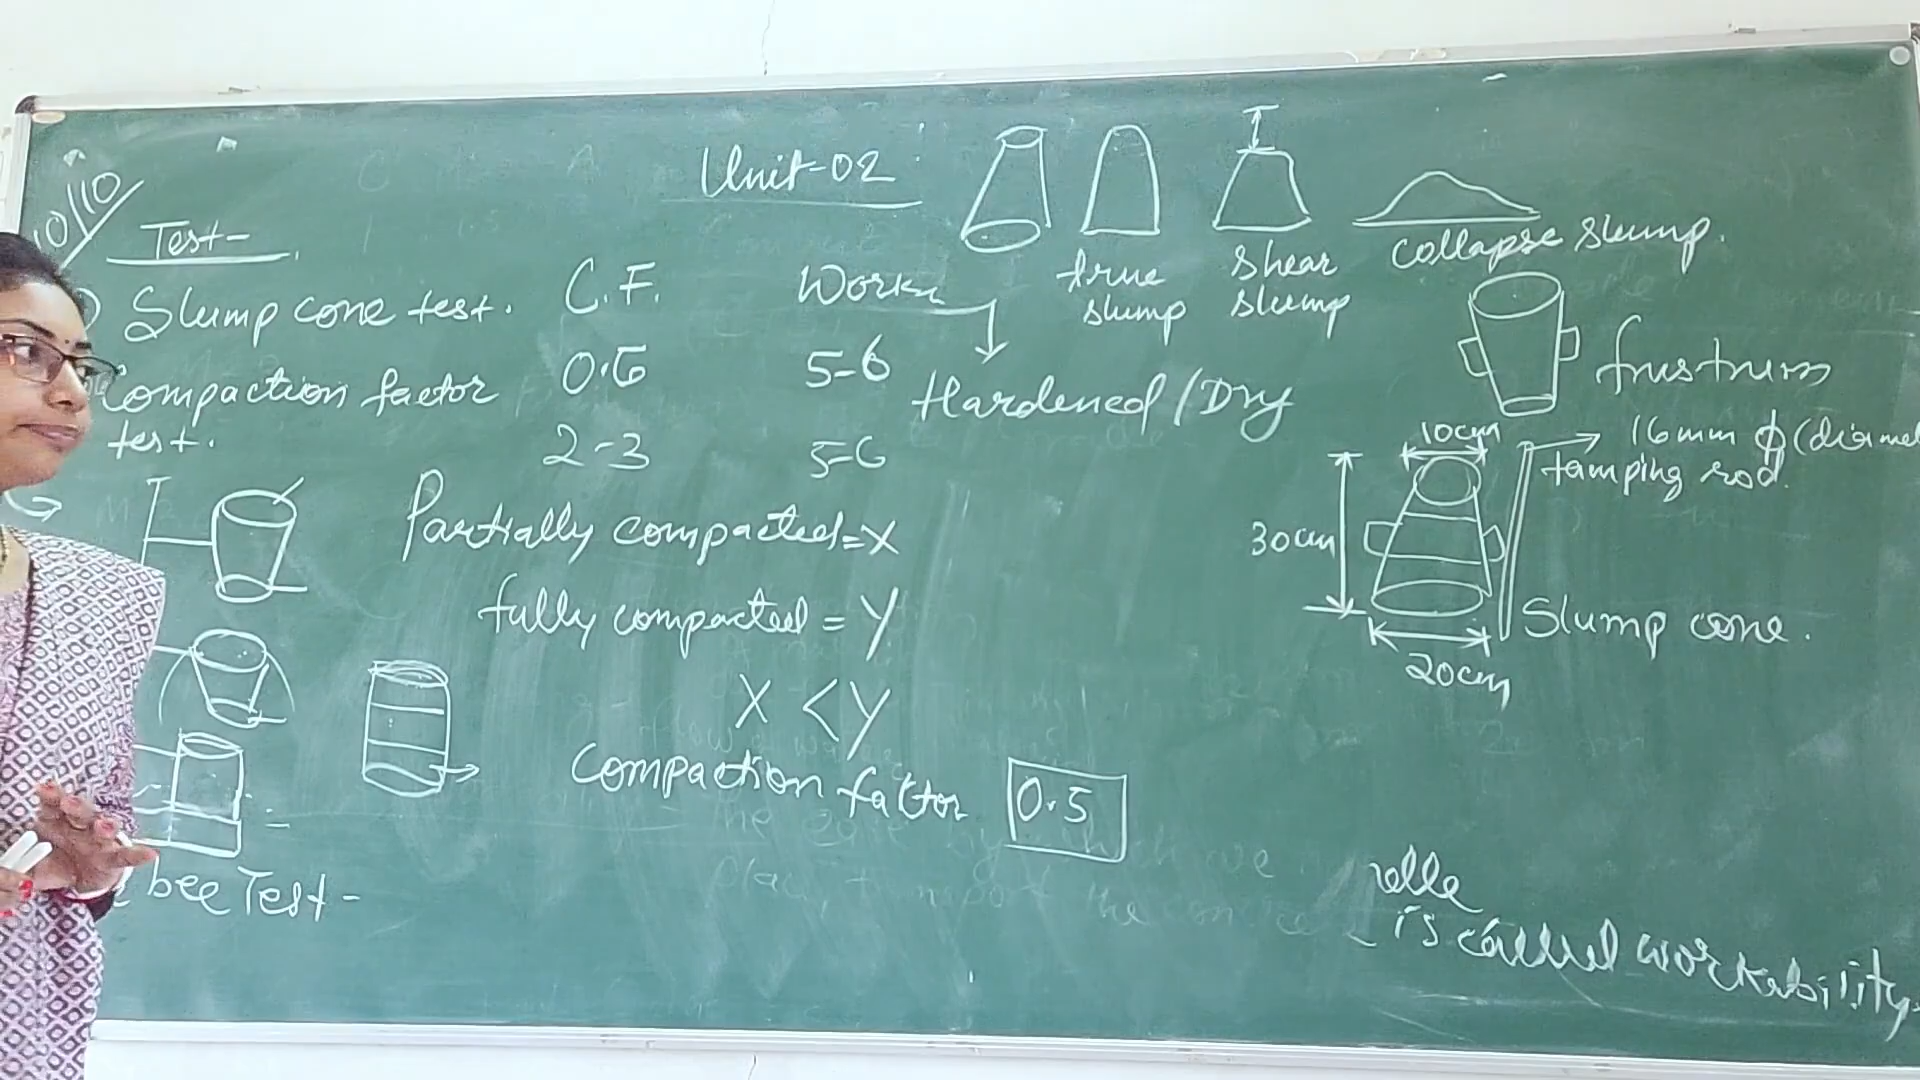 10/10
Unit-02
Test-
Slump cone test.
Compaction factor
test.
C.F.
0.5
2-3
5-6
5-6
Hardened/Dry
true
slump
shear
slump
collapse slump.
frustrum
10cm
16mm ϕ (diamet
tamping rod.
30cm
20cm
Slump cone.
Partially compacted = X
fully compacted = Y
X < Y
Compaction factor 0.5
bee Test-
is called workability.